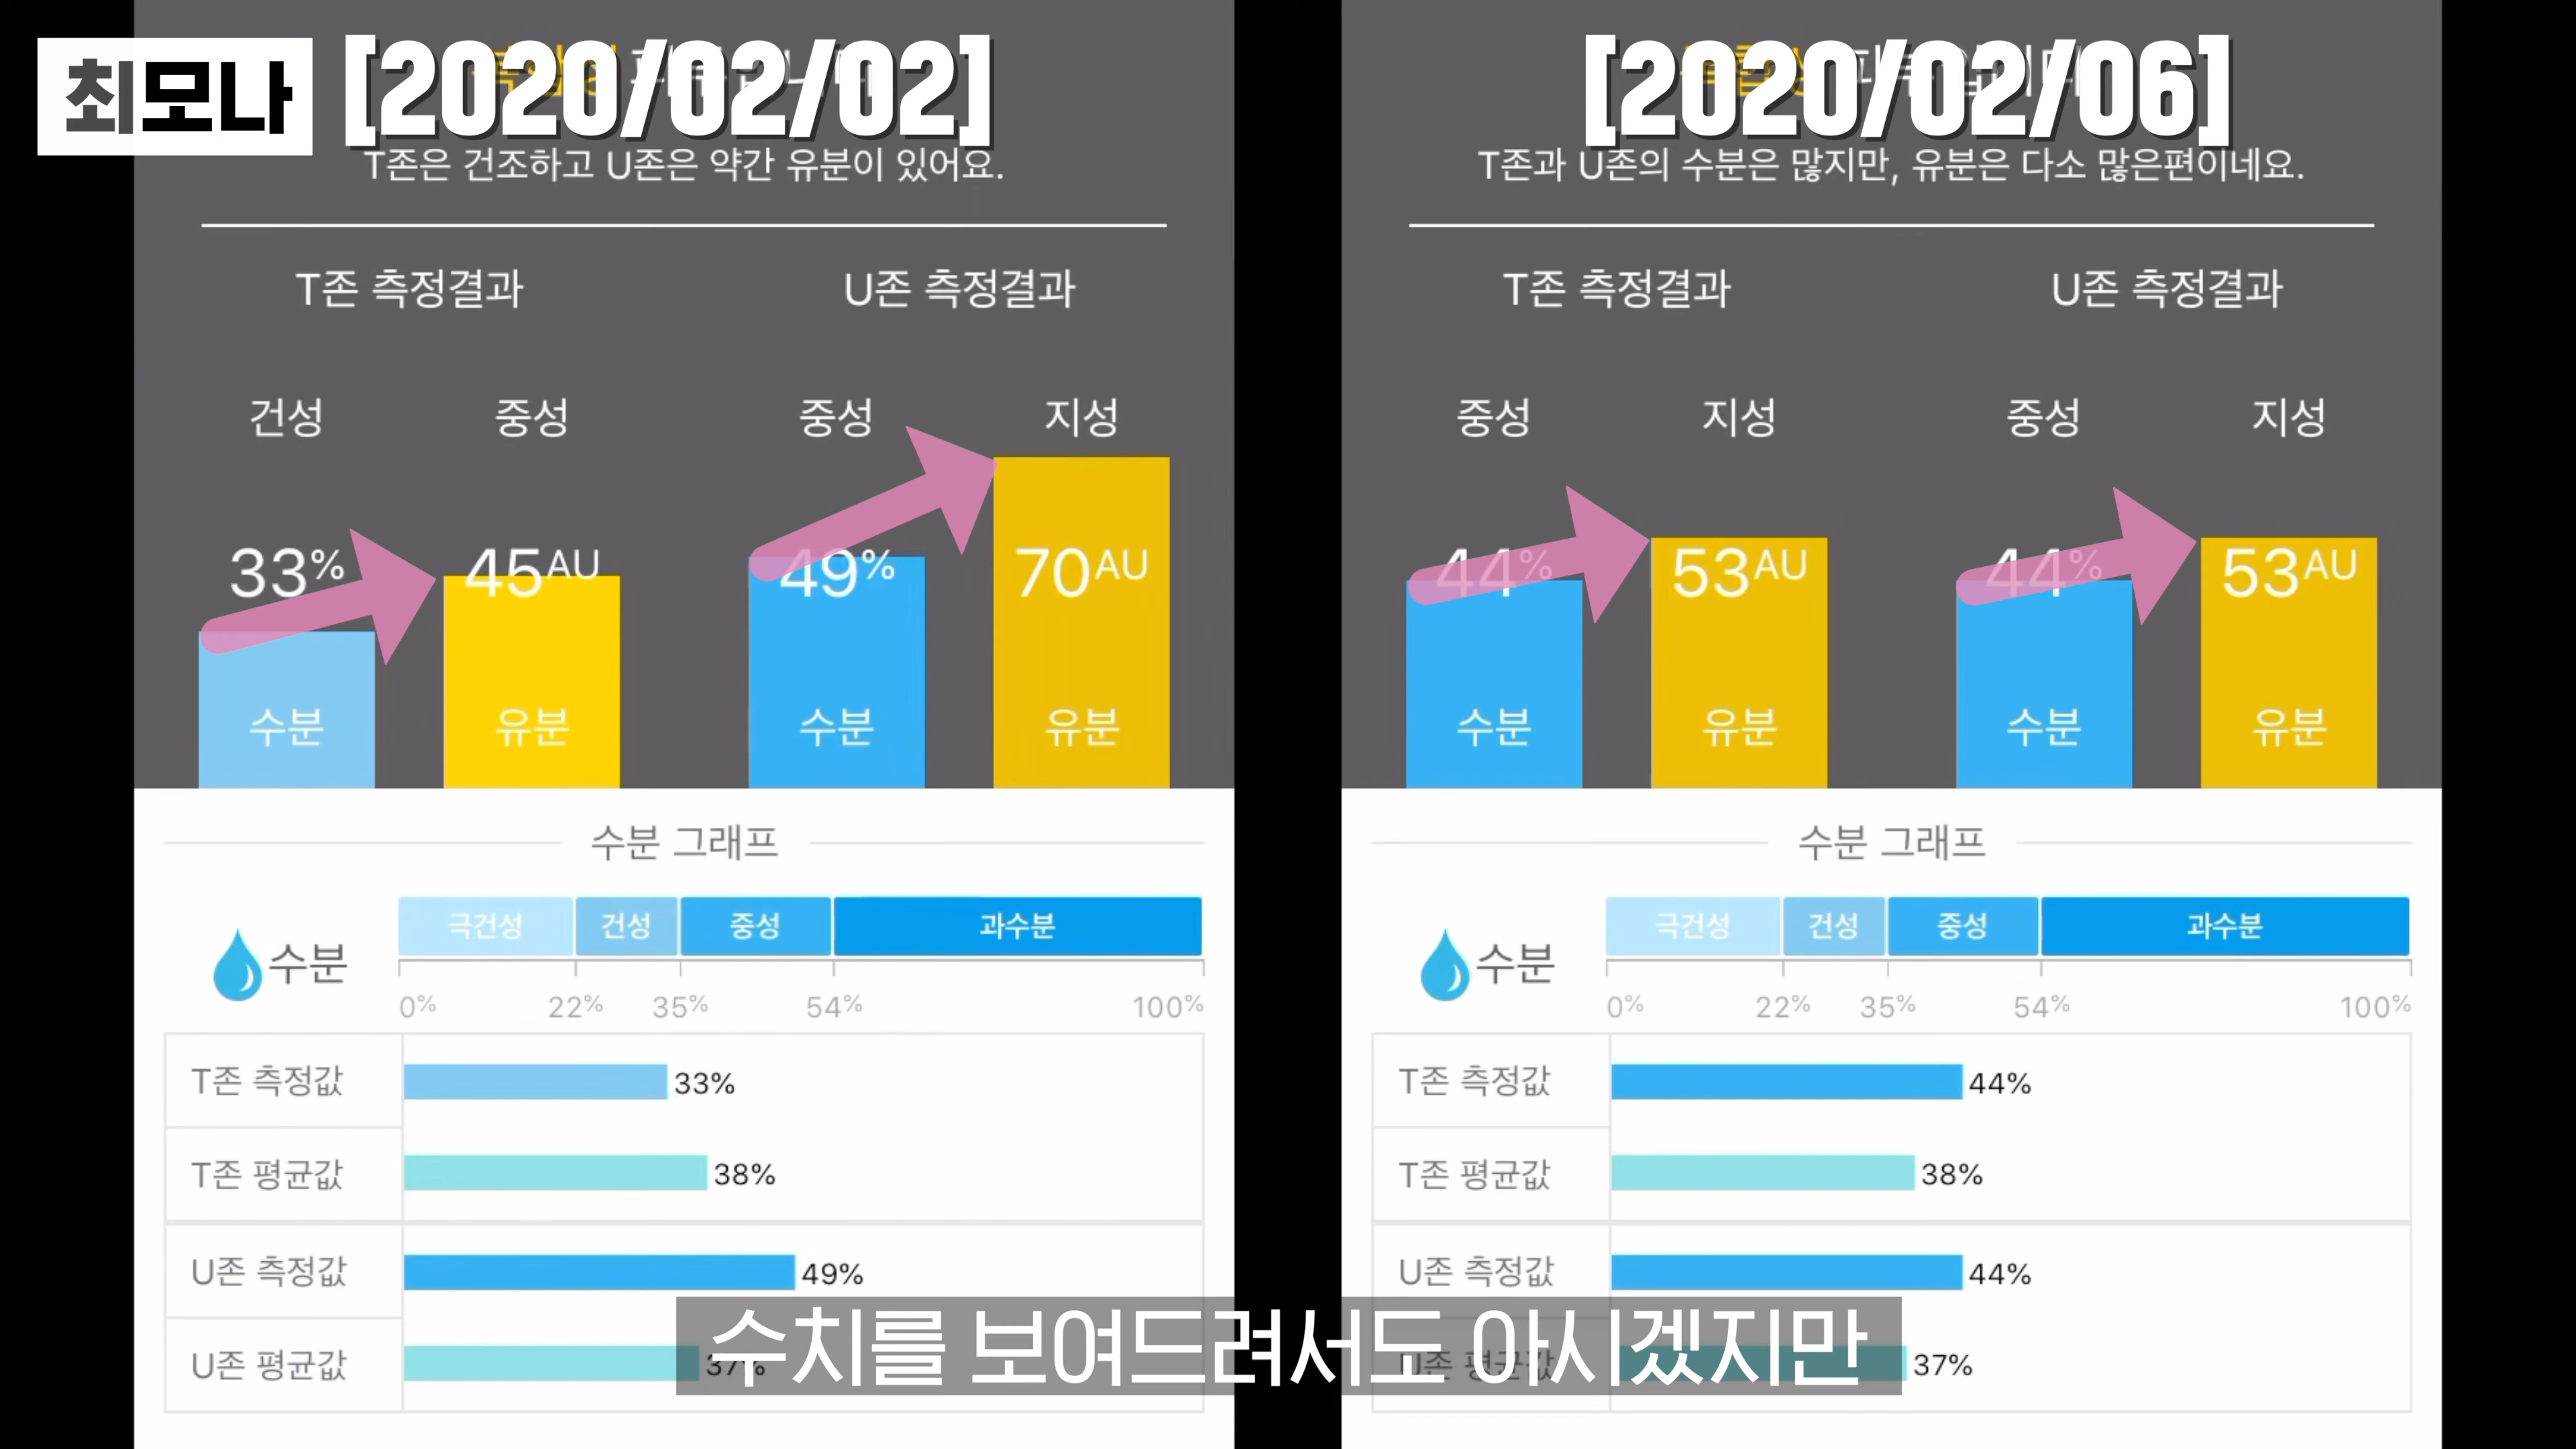 최모나
[2020/02/02]
T존은 건조하고 U존은 약간 유분이 있어요.
T존 측정결과
U존 측정결과
건성
중성
중성
지성
33%
45AU
49%
70AU
수분
유분
수분
유분
수분 그래프
극건성
건성
중성
과수분
수분
0%
22%
35%
54%
100%
T존 측정값
33%
T존 평균값
38%
U존 측정값
49%
U존 평균값
37%
[2020/02/06]
T존과 U존의 수분은 많지만, 유분은 다소 많은편이네요.
T존 측정결과
U존 측정결과
중성
지성
중성
지성
44%
53AU
44%
53AU
수분
유분
수분
유분
수분 그래프
극건성
건성
중성
과수분
수분
0%
22%
35%
54%
100%
T존 측정값
44%
T존 평균값
38%
U존 측정값
44%
U존 평균값
37%
수치를 보여드려서도 아시겠지만